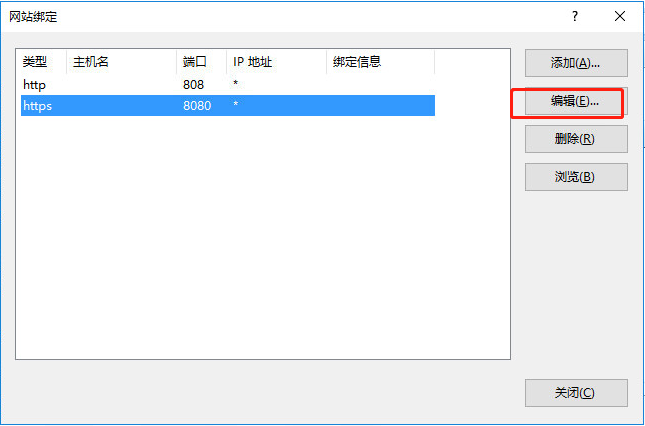 网站绑定
?
类型 主机名 端口 IP 地址 绑定信息
http 808 *
https 8080 *
添加(A)...
编辑(E)...
删除(R)
浏览(B)
关闭(C)